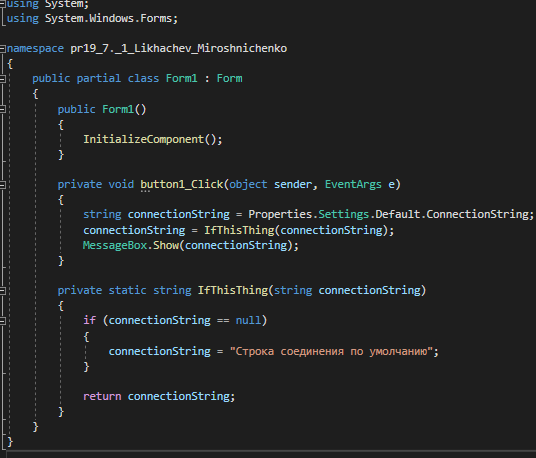 using System;
using System.Windows.Forms;
namespace pr19_7._1_Likhachev_Miroshnichenko
{
public partial class Form1 : Form
{
public Form1()
{
InitializeComponent();
}
private void button1_Click(object sender, EventArgs e)
{
string connectionString = Properties.Settings.Default.ConnectionString;
connectionString = IfThisThing(connectionString);
MessageBox.Show(connectionString);
}
private static string IfThisThing(string connectionString)
{
if (connectionString == null)
{
connectionString = "Строка соединения по умолчанию";
}
return connectionString;
}
}
}